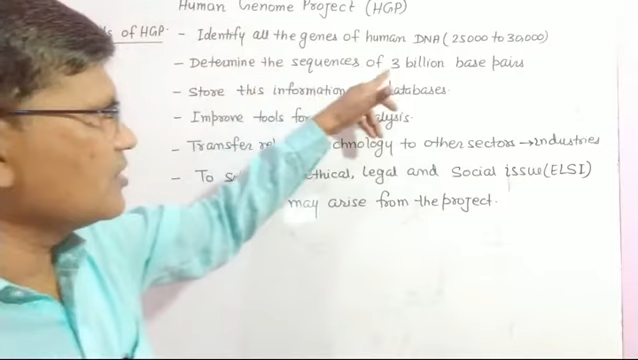 Human Genome Project (HGP)
of HGP - Identify all the genes of human DNA (25000 to 30,000)
- Determine the sequences of 3 billion base pairs
- Store this information databases.
- Improve tools for
- Transfer to other sectors → industries
- To ethical, legal and Social issue (ELSI)
may arise from the project.